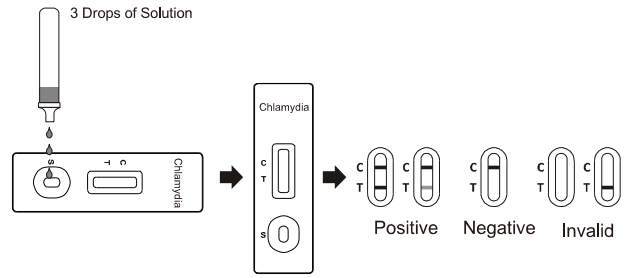 3 Drops of Solution
S
T C
Chlamydia
Chlamydia
C
T
S
C C C C C
T T T T T
Positive Negative Invalid